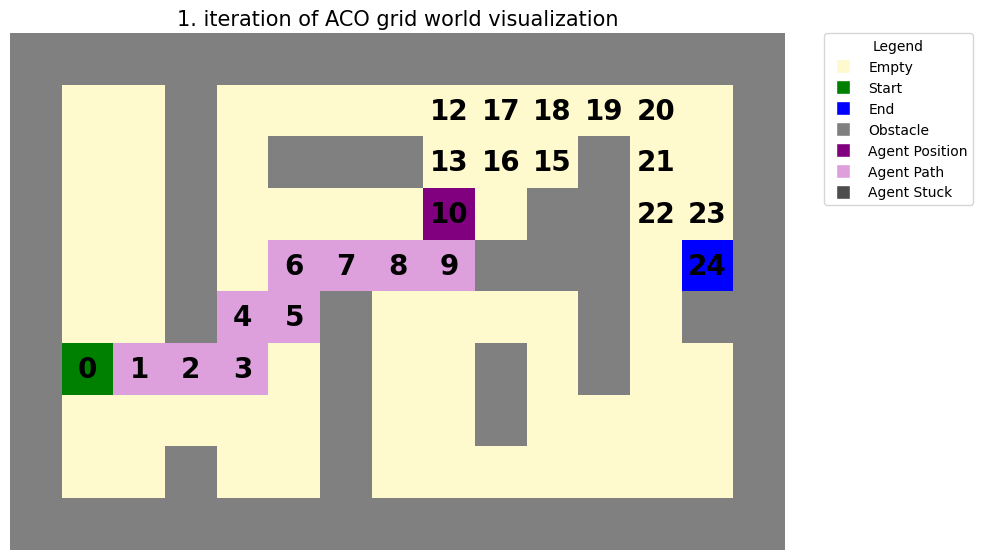 1. iteration of ACO grid world visualization
12 17 18 19 20
13 16 15 21
10 22 23
6 7 8 9 24
4 5
0 1 2 3
Legend
Empty
Start
End
Obstacle
Agent Position
Agent Path
Agent Stuck